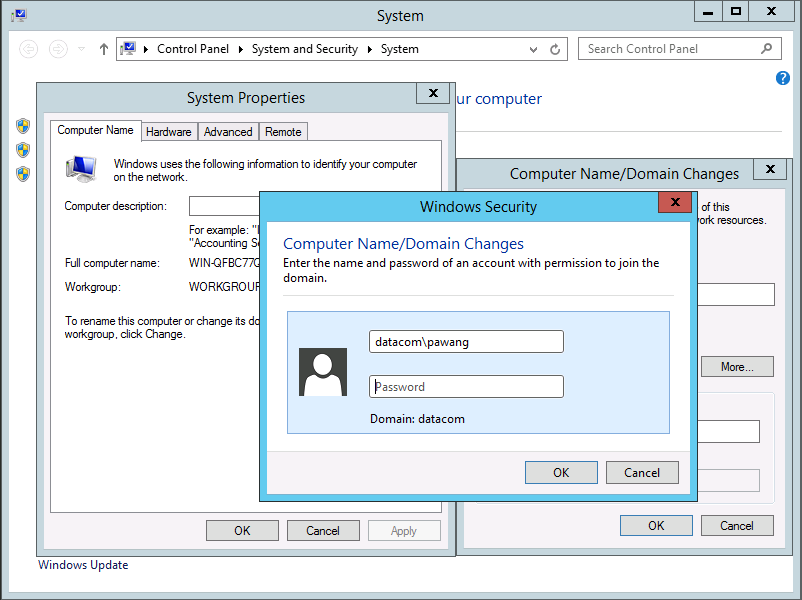 System
Control Panel System and Security System
Search Control Panel
?
ur computer
System Properties
Computer Name Hardware Advanced Remote
Windows uses the following information to identify your computer
on the network.
Computer description:
For example: "
"Accounting Se
Full computer name: WIN-QFBC77
Workgroup: WORKGROUP
To rename this computer or change its do
workgroup, click Change.
OK Cancel Apply
Windows Update
Computer Name/Domain Changes
of this
ork resources.
More...
OK Cancel
Windows Security
Computer Name/Domain Changes
Enter the name and password of an account with permission to join the
domain.
datacom\pawang
Password
Domain: datacom
OK Cancel